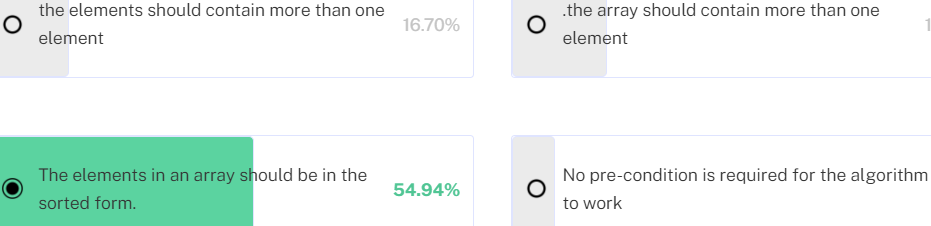 the elements should contain more than one
element
16.70%
.the array should contain more than one
element
The elements in an array should be in the
sorted form.
54.94%
No pre-condition is required for the algorithm
to work